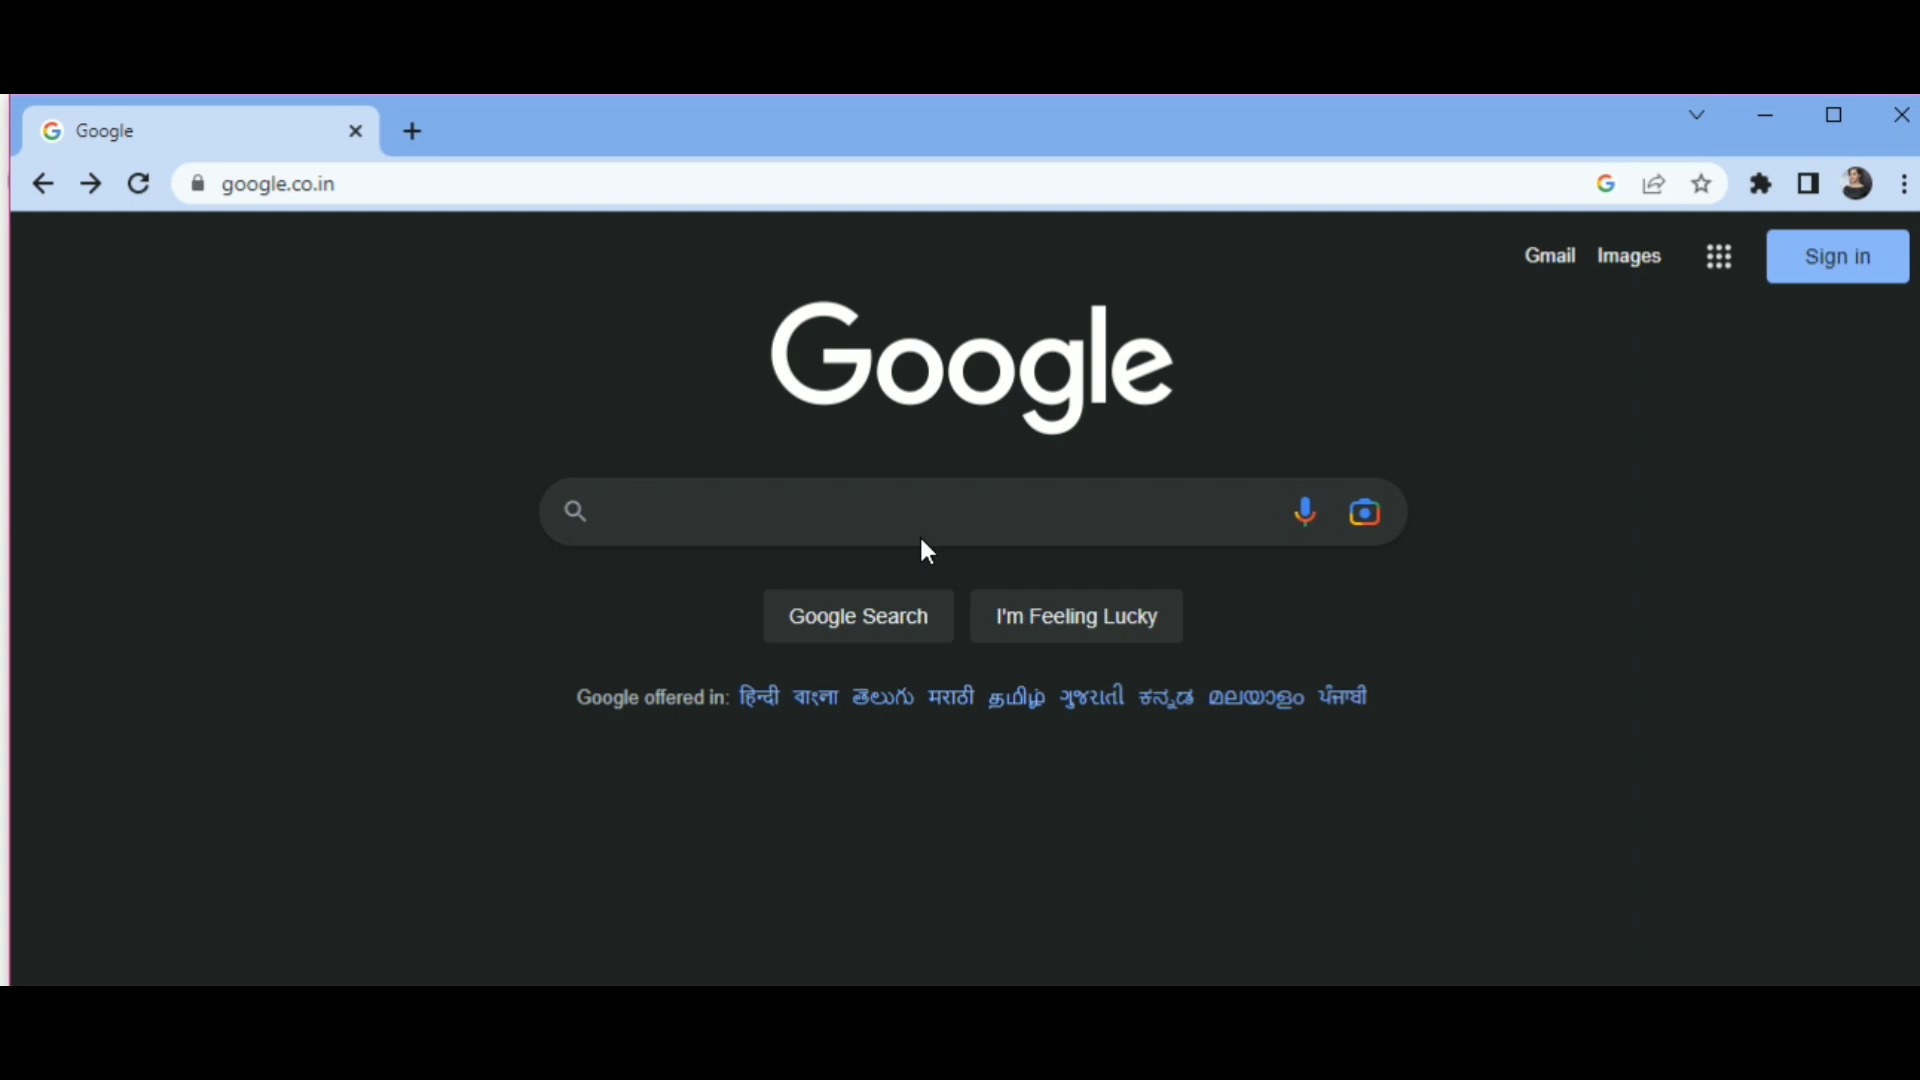 Google
google.co.in
Gmail Images Sign in
Google
Google Search I'm Feeling Lucky
Google offered in: हिन्दी বাংলা తెలుగు मराठी தமிழ் ગુજરાતી ಕನ್ನಡ മലയാളം ਪੰਜਾਬੀ